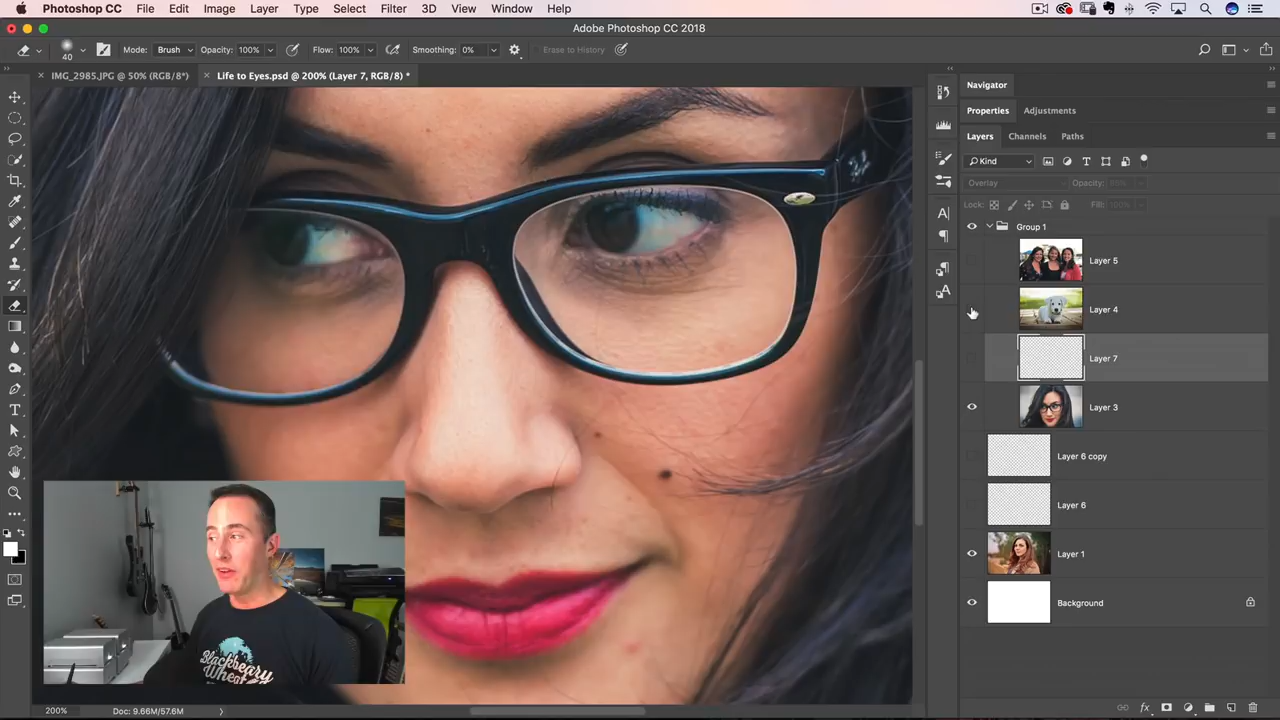 Photoshop CC File Edit Image Layer Type Select Filter 3D View Window Help
Adobe Photoshop CC 2018
40 Mode: Brush Opacity: 100% Flow: 100% Smoothing: 0% Erase to History
IMG_2985.JPG @ 50% (RGB/8*) Life to Eyes.psd @ 200% (Layer 7, RGB/8) *
Navigator
Properties Adjustments
Layers Channels Paths
Kind
Overlay Opacity:
Lock: Fill: 100%
Group 1
Layer 5
Layer 4
Layer 7
Layer 3
Layer 6 copy
Layer 6
Layer 1
Background
Blackbeary
200% Doc: 9.66M/57.6M